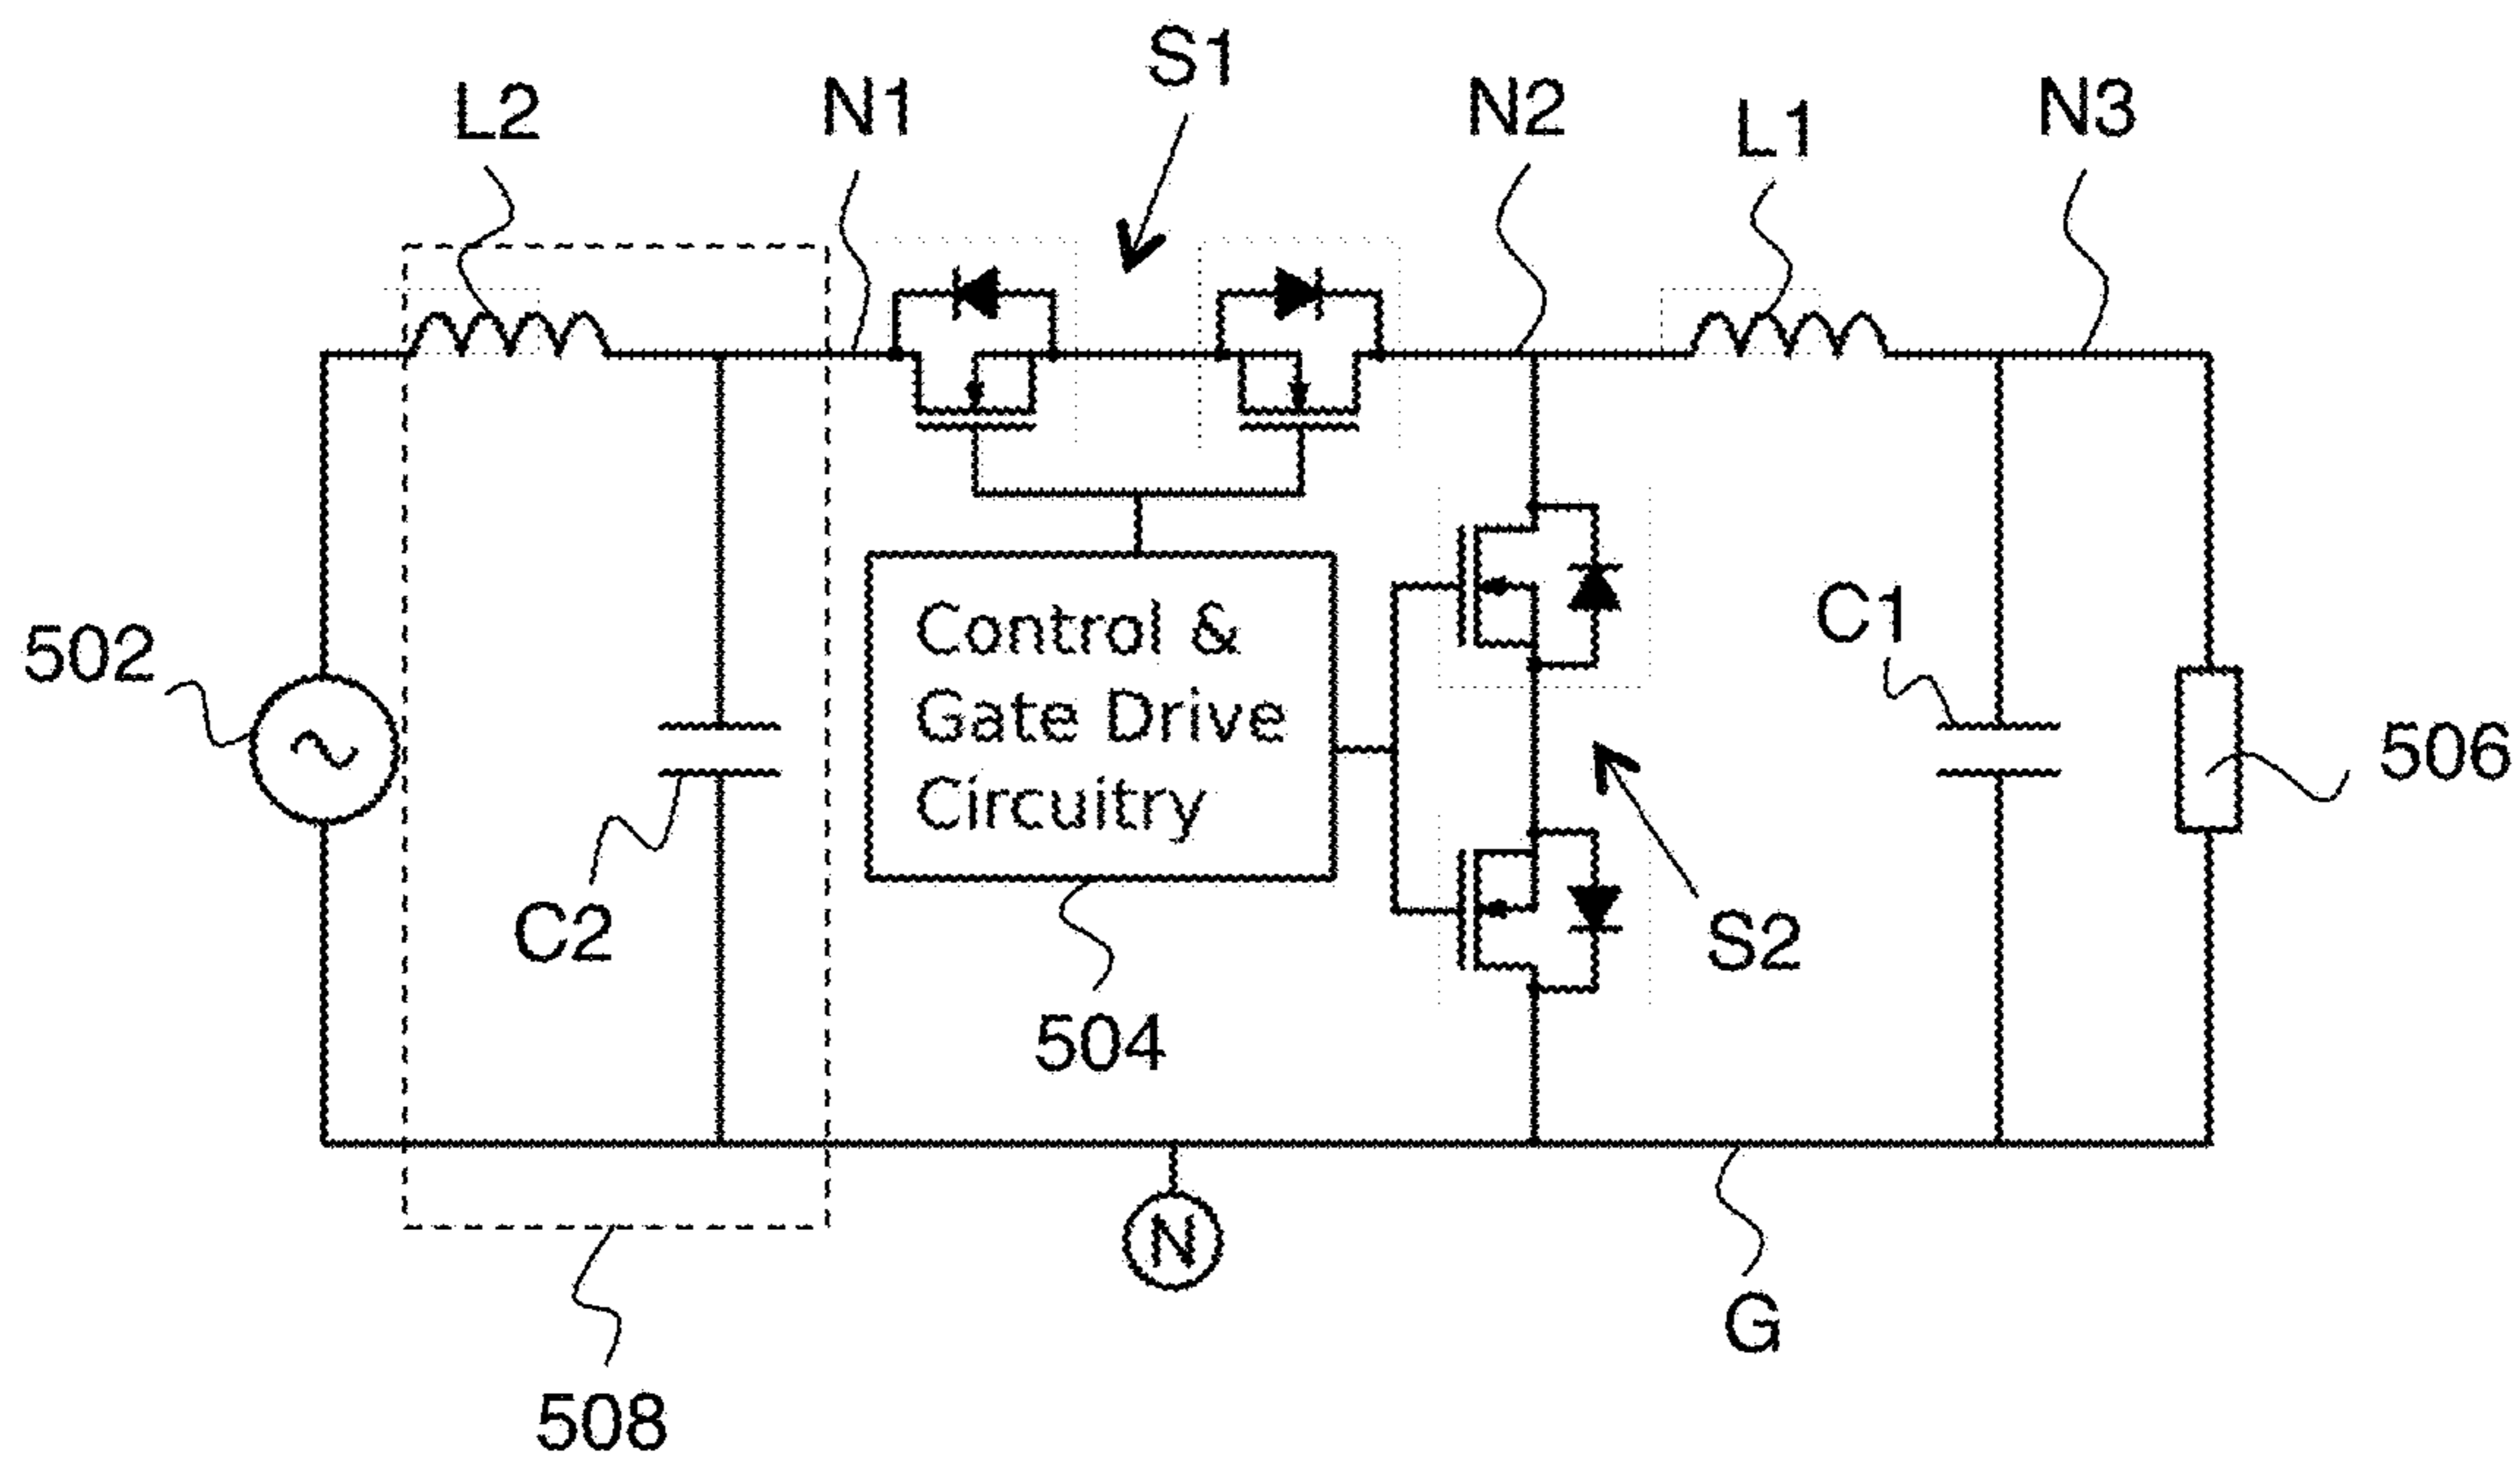 S1
L2
N1
N2
L1
N3
502
Control &
Gate Drive
Circuitry
C1
506
C2
S2
504
N
G
508